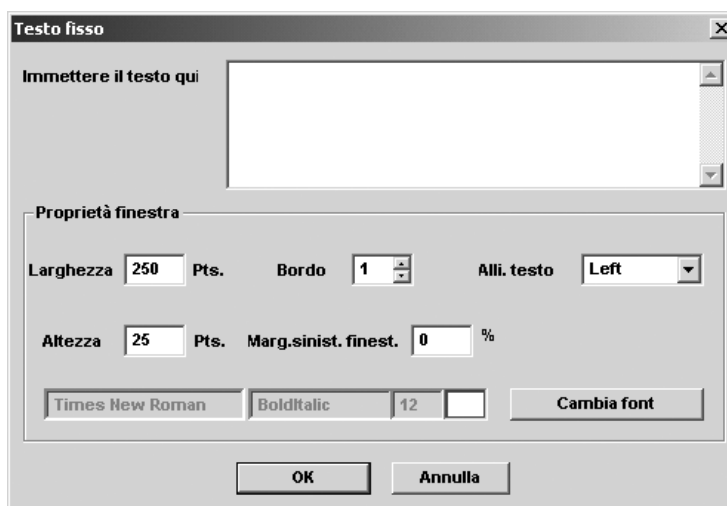 Testo fisso
Immettere il testo qui
Proprietà finestra
Larghezza 250 Pts. Bordo 1 Alli. testo Left
Altezza 25 Pts. Marg.sinist. finest. 0 %
Times New Roman BoldItalic 12 Cambia font
OK Annulla